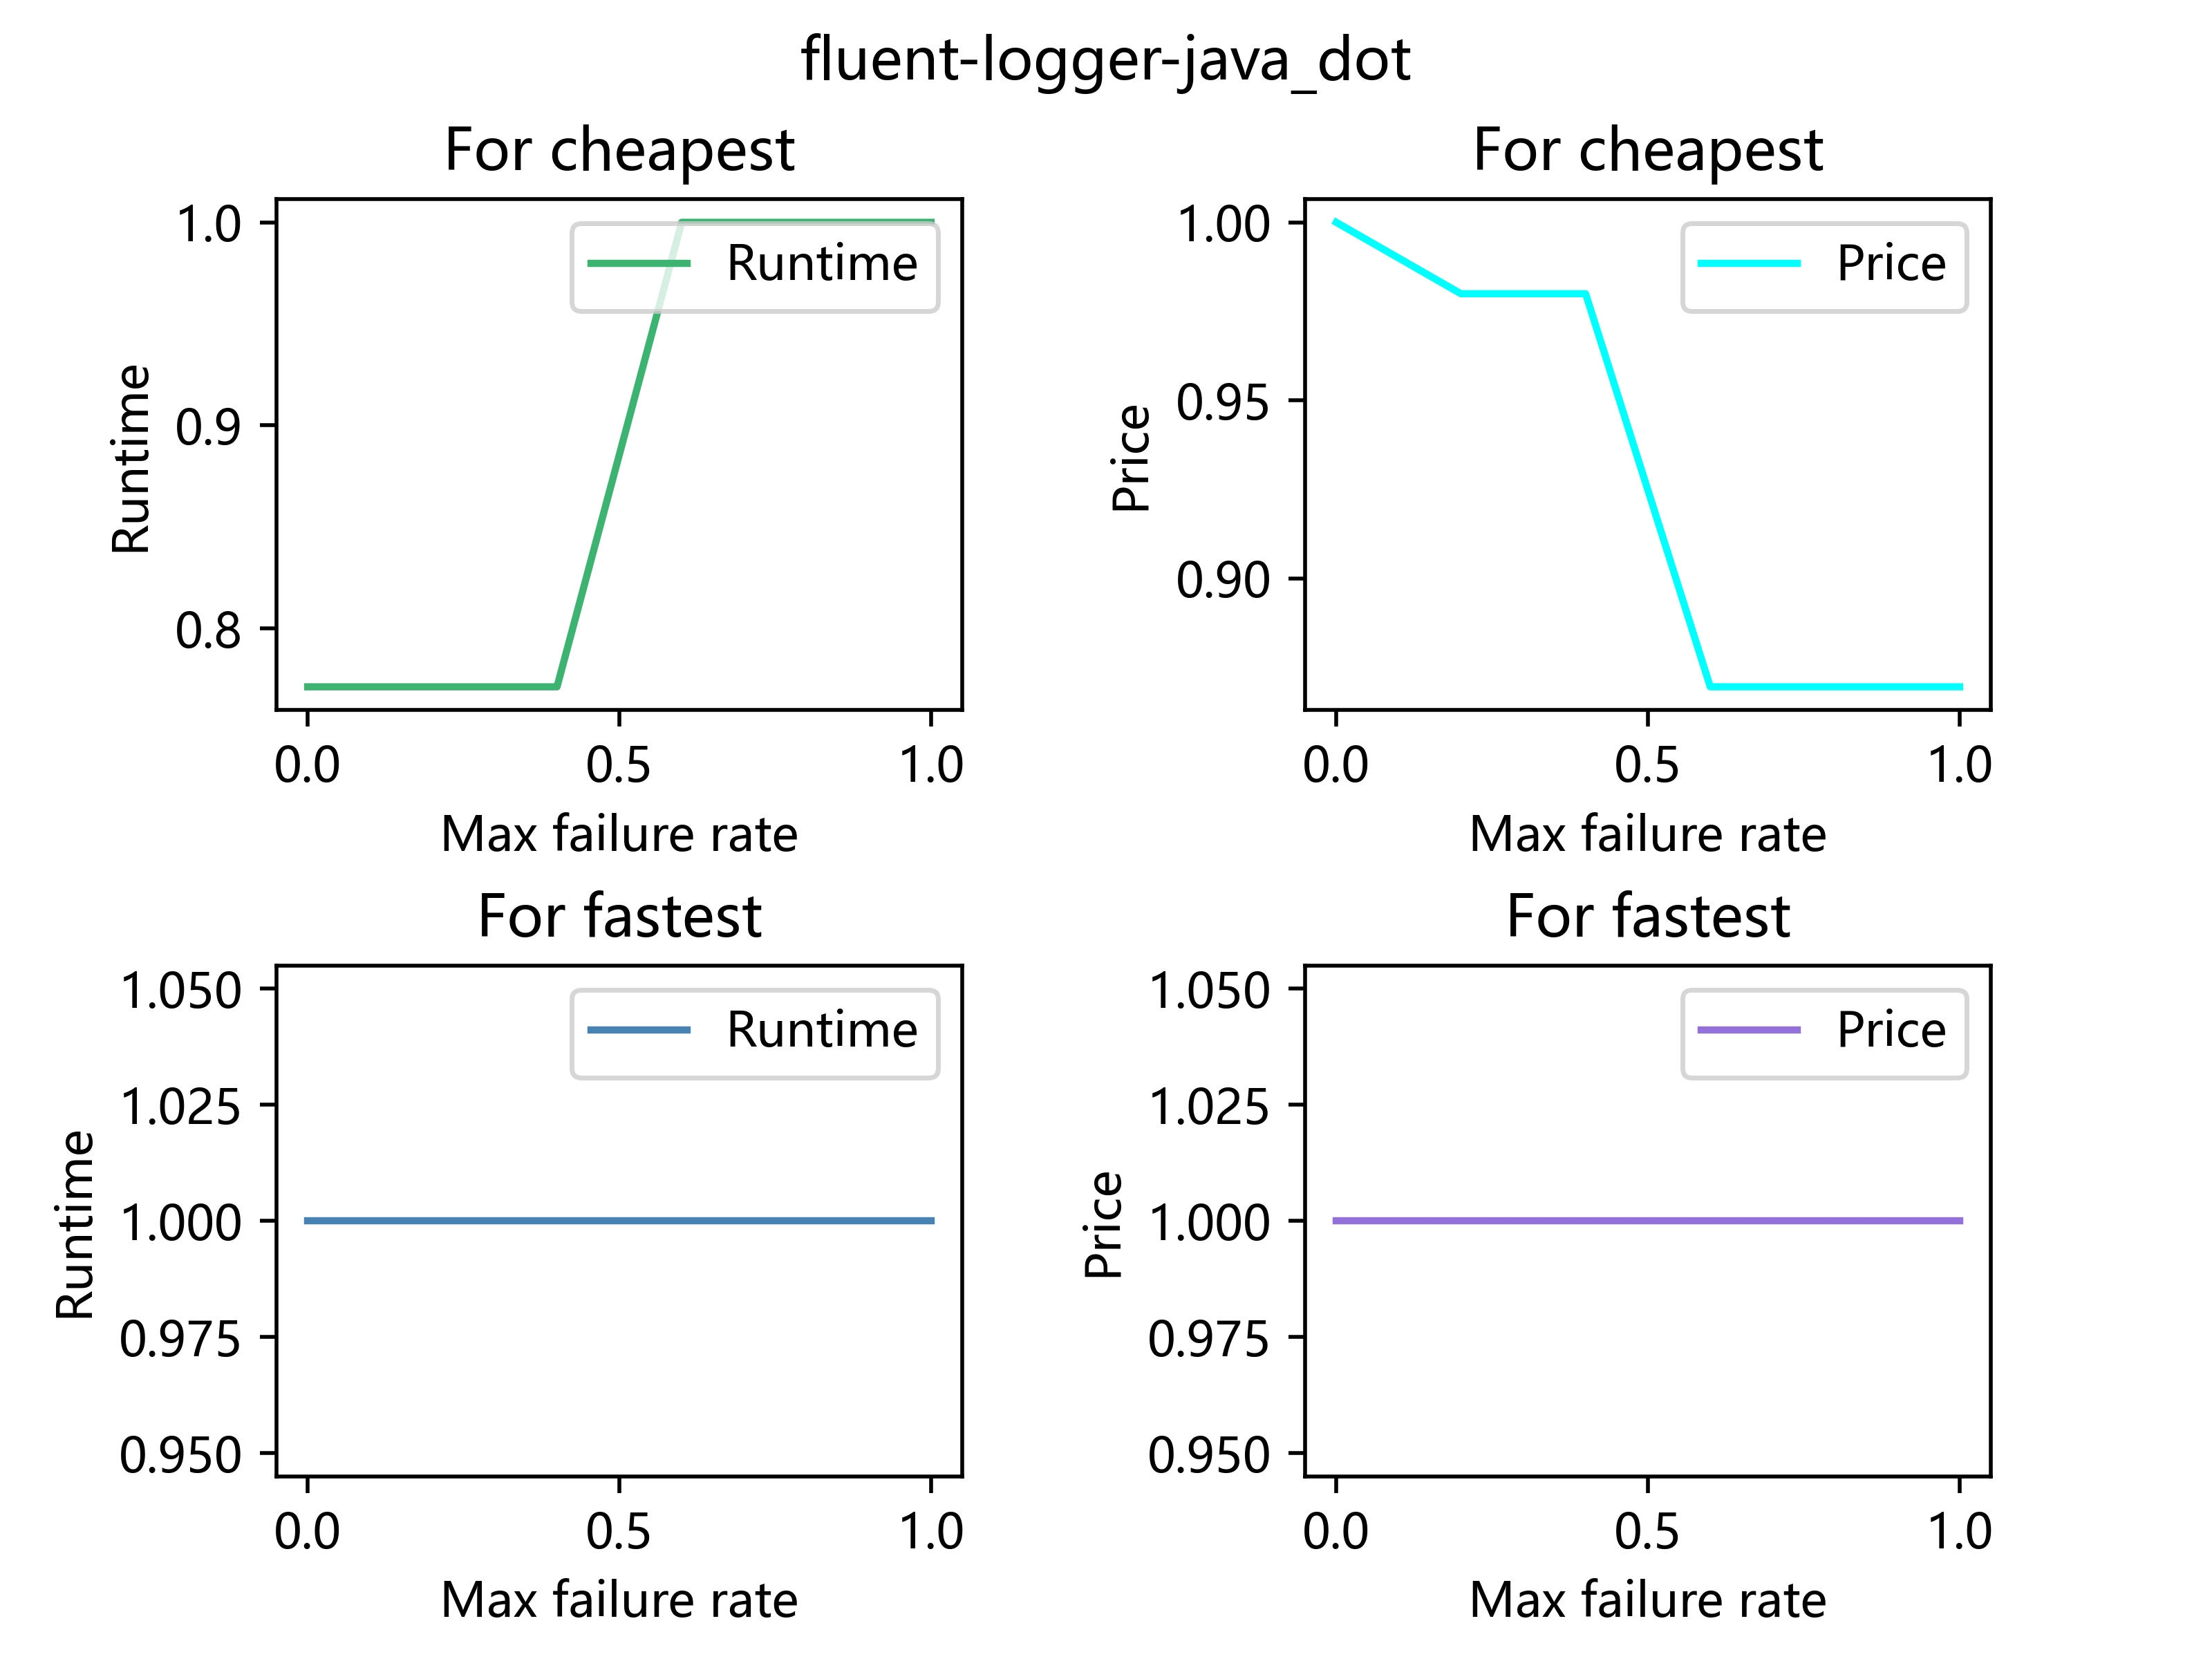 fluent-logger-java_dot
For cheapest
Runtime
1.0
0.9
0.8
Runtime
0.0 0.5 1.0
Max failure rate
For cheapest
Price
1.00
0.95
0.90
Price
0.0 0.5 1.0
Max failure rate
For fastest
Runtime
1.050
1.025
1.000
0.975
0.950
Runtime
0.0 0.5 1.0
Max failure rate
For fastest
Price
1.050
1.025
1.000
0.975
0.950
Price
0.0 0.5 1.0
Max failure rate